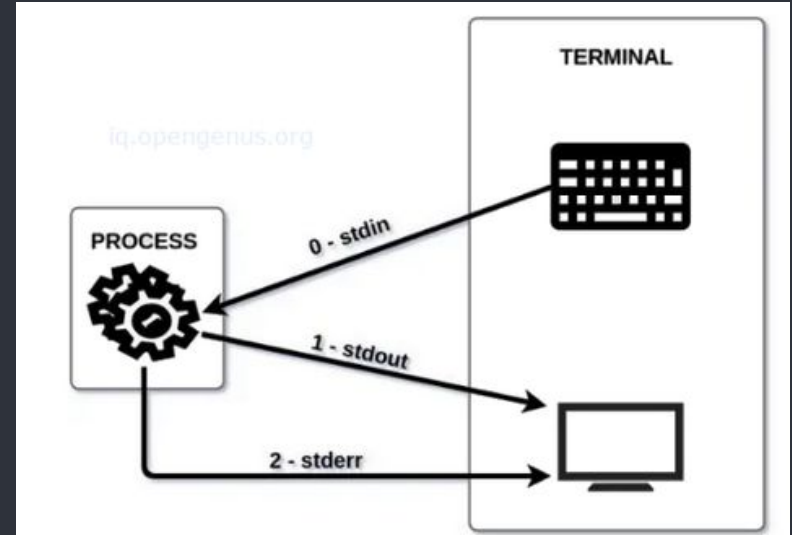 TERMINAL
iq.opengenus.org
PROCESS
0 - stdin
1 - stdout
2 - stderr